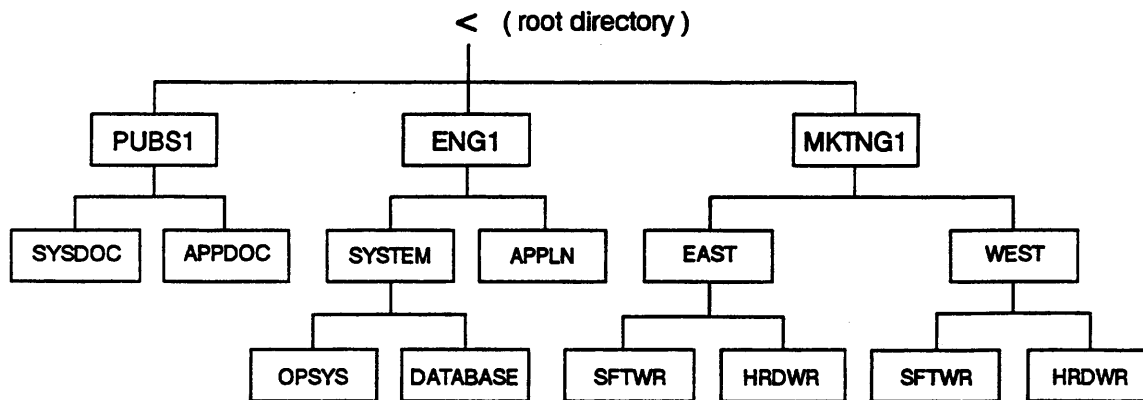 < ( root directory )
PUBS1 ENG1 MKTNG1
SYSDOC APPDOC SYSTEM APPLN EAST WEST
OPSYS DATABASE SFTWR HRDWR SFTWR HRDWR